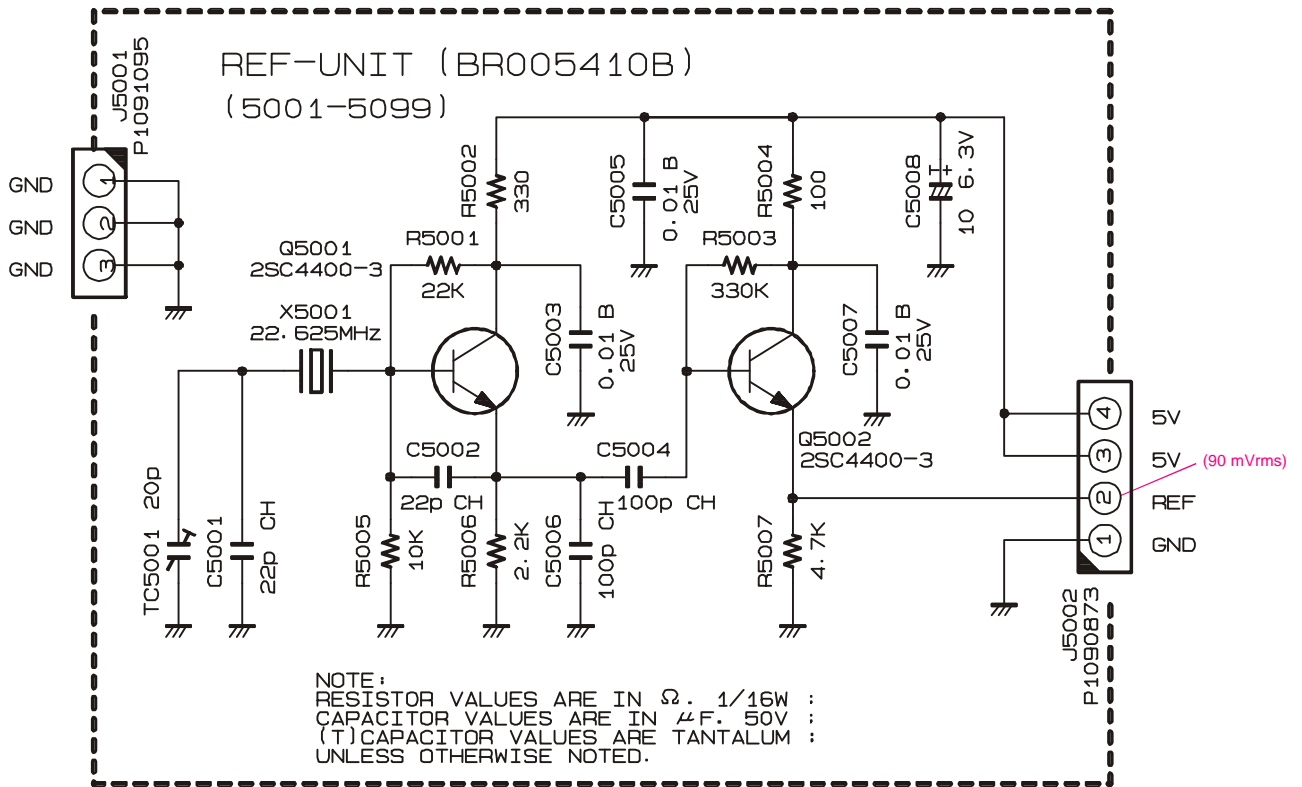 REF-UNIT (BR005410B)
(5001-5099)
J5001
P1091095
GND
GND
GND
1
2
3
Q5001
2SC4400-3
X5001
22.625MHz
R5001
22K
R5002
330
C5003
0.01 B
25V
C5005
0.01 B
25V
R5003
330K
R5004
100
C5007
0.01 B
25V
C5008
10 6.3V
+
Q5002
2SC4400-3
C5002
22p CH
C5004
100p CH
TC5001 20p
C5001
22p CH
R5005
10K
R5006
2.2K
C5006
100p CH
R5007
4.7K
4
3
2
1
5V
5V
REF
GND
(90 mVrms)
J5002
P1090873
NOTE:
RESISTOR VALUES ARE IN Ω. 1/16W :
CAPACITOR VALUES ARE IN μF. 50V :
(T)CAPACITOR VALUES ARE TANTALUM :
UNLESS OTHERWISE NOTED.